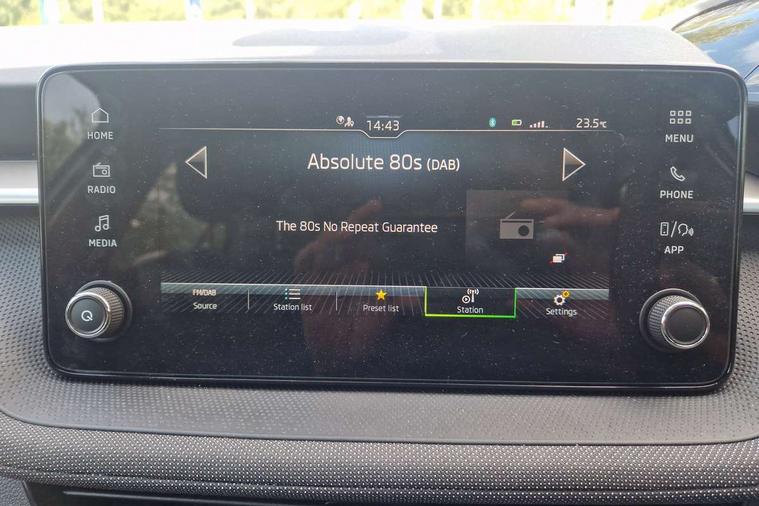 14:43
23.5°C
HOME
RADIO
MEDIA
Absolute 80s (DAB)
The 80s No Repeat Guarantee
FM/DAB
Source
Station list
Preset list
Station
Settings
MENU
PHONE
APP